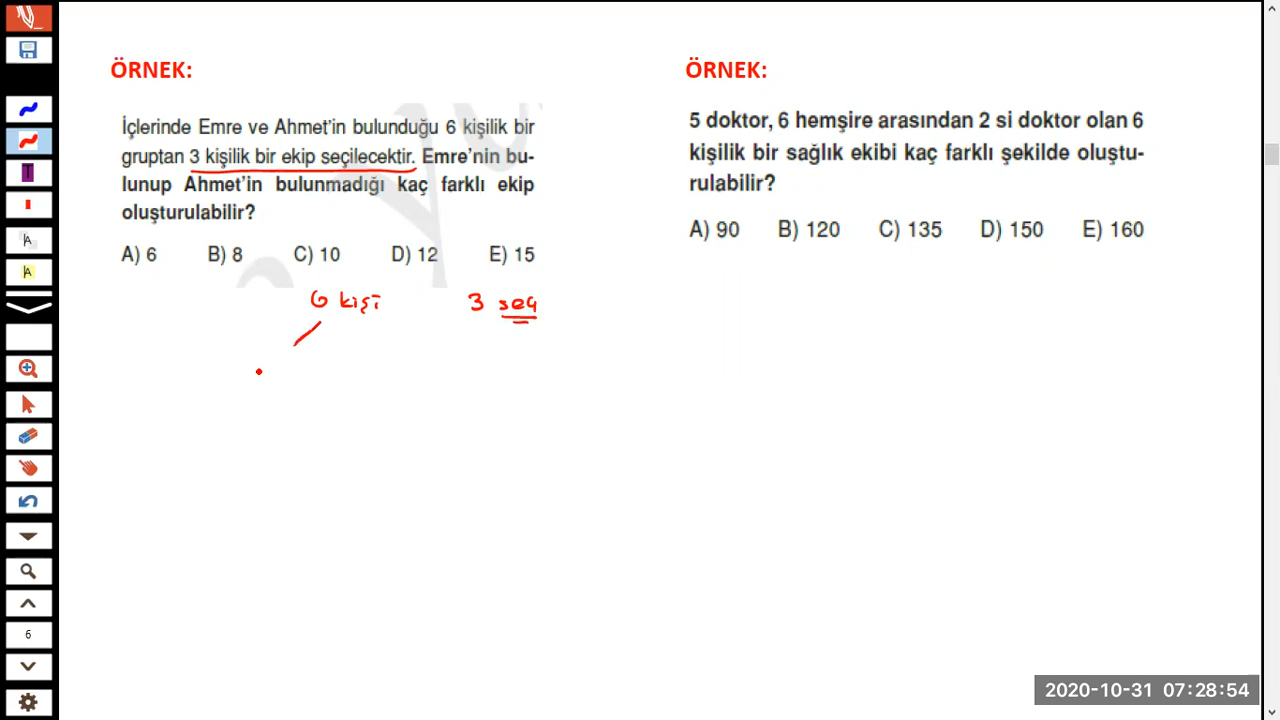 ÖRNEK:
İçlerinde Emre ve Ahmet'in bulunduğu 6 kişilik bir
gruptan 3 kişilik bir ekip seçilecektir. Emre'nin bu-
lunup Ahmet'in bulunmadığı kaç farklı ekip
oluşturulabilir?
A) 6 B) 8 C) 10 D) 12 E) 15
6 kişi 3 seç
ÖRNEK:
5 doktor, 6 hemşire arasından 2 si doktor olan 6
kişilik bir sağlık ekibi kaç farklı şekilde oluştu-
rulabilir?
A) 90 B) 120 C) 135 D) 150 E) 160
T
A
A
6
2020-10-31 07:28:54